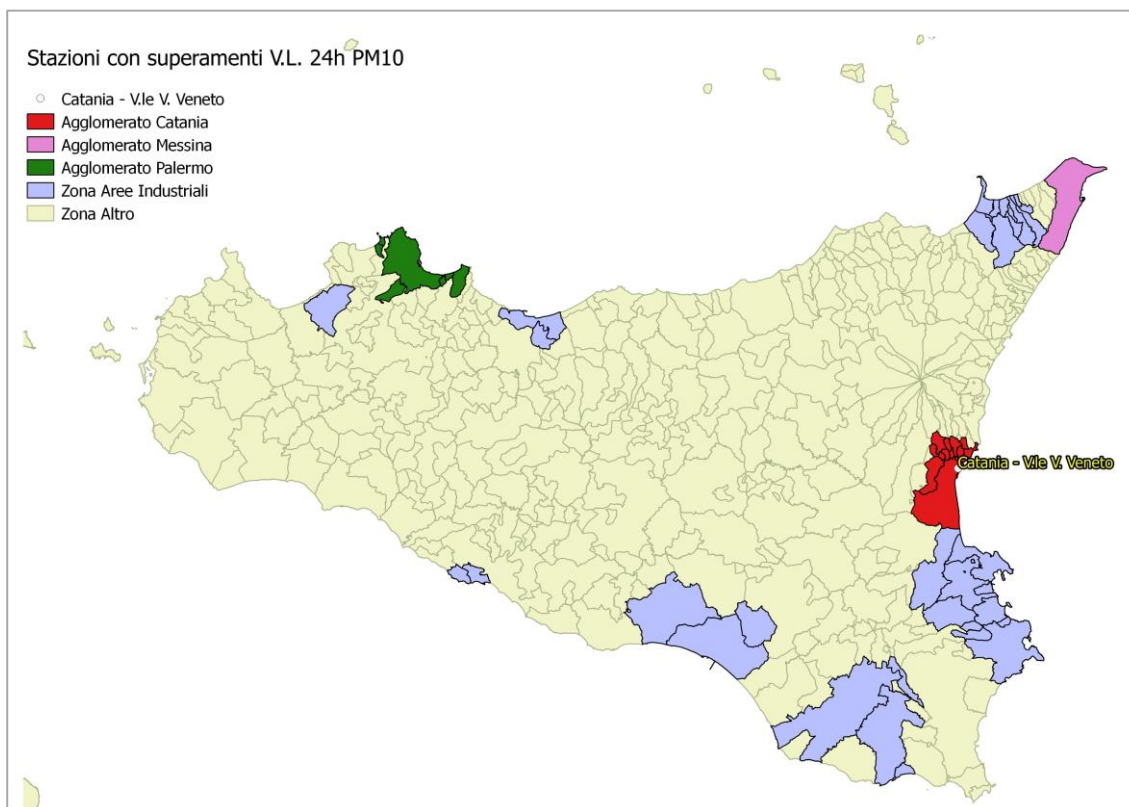 Stazioni con superamenti V.L. 24h PM10
Catania - V.le V. Veneto
Agglomerato Catania
Agglomerato Messina
Agglomerato Palermo
Zona Aree Industriali
Zona Altro
Catania - V.le V. Veneto